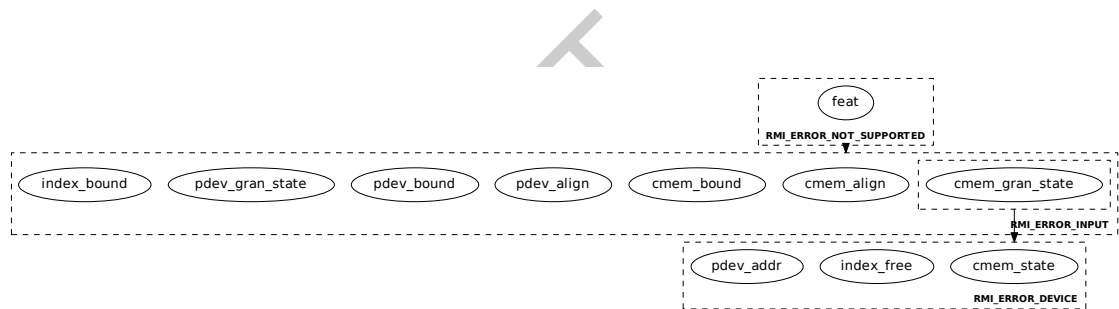 feat
RMI_ERROR_NOT_SUPPORTED
index_bound pdev_gran_state pdev_bound pdev_align cmem_bound cmem_align cmem_gran_state
RMI_ERROR_INPUT
pdev_addr index_free cmem_state
RMI_ERROR_DEVICE